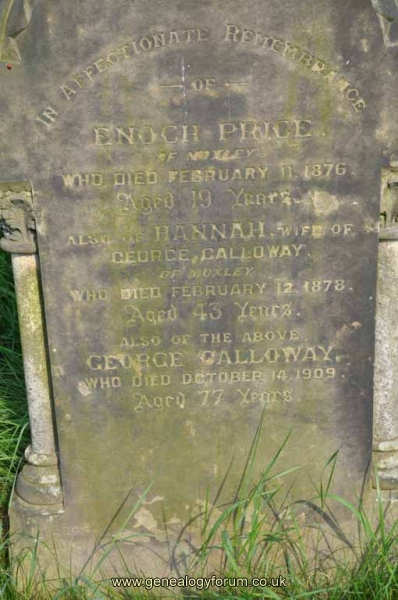 IN AFFECTIONATE REMEMBRANCE
OF
ENOCH PRICE.
OF MOXLEY
WHO DIED FEBRUARY 11. 1876.
Aged 19 Years.
ALSO OF HANNAH, WIFE OF
GEORGE GALLOWAY.
OF MOXLEY
WHO DIED FEBRUARY 12. 1878.
Aged 43 Years.
ALSO OF THE ABOVE
GEORGE GALLOWAY.
WHO DIED OCTOBER 14. 1909.
Aged 77 Years
www.genealogyforum.co.uk